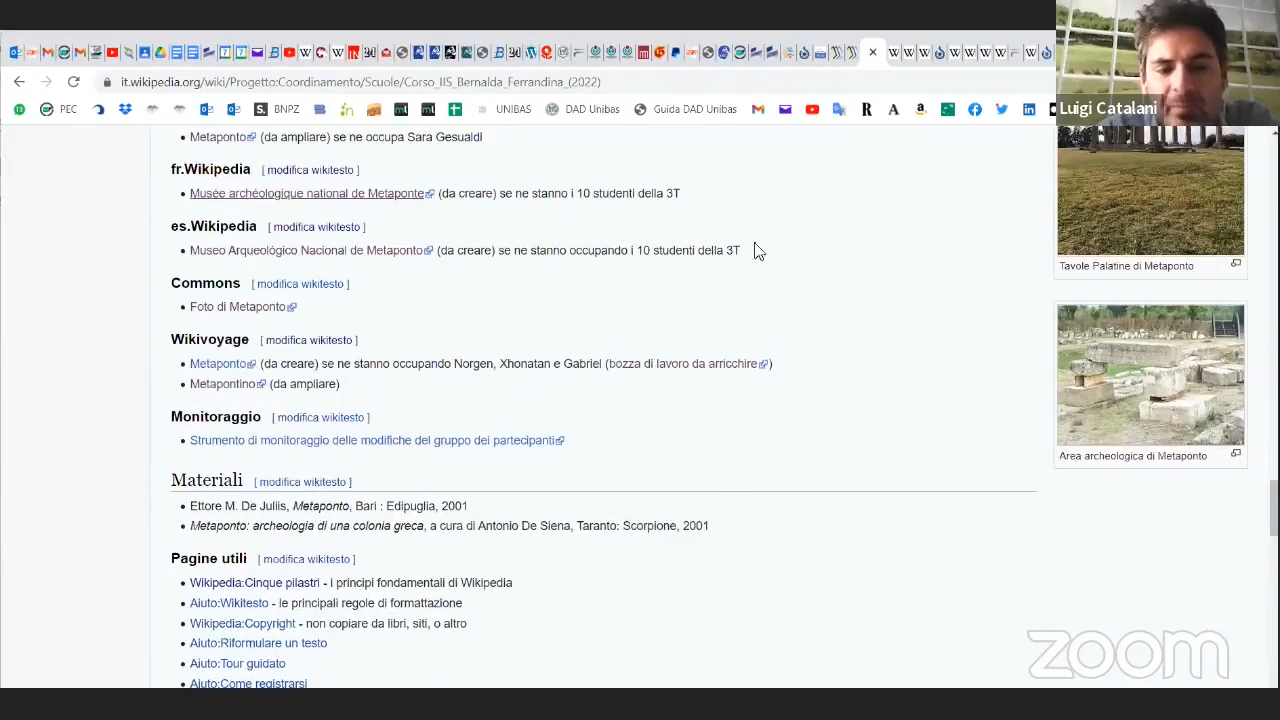 it.wikipedia.org/wiki/Progetto:Coordinamento/Scuole/Corso_IIS_Bernalda_Ferrandina_(2022)
PEC BNPZ UNIBAS DAD Unibas Guida DAD Unibas
Luigi Catalani
Metaponto (da ampliare) se ne occupa Sara Gesualdi
fr.Wikipedia [ modifica wikitesto ]
Musée archéologique national de Metaponte (da creare) se ne stanno i 10 studenti della 3T
es.Wikipedia [ modifica wikitesto ]
Museo Arqueológico Nacional de Metaponto (da creare) se ne stanno occupando i 10 studenti della 3T
Tavole Palatine di Metaponto
Commons [ modifica wikitesto ]
Foto di Metaponto
Wikivoyage [ modifica wikitesto ]
Metaponto (da creare) se ne stanno occupando Norgen, Xhonatan e Gabriel (bozza di lavoro da arricchire)
Metapontino (da ampliare)
Monitoraggio [ modifica wikitesto ]
Strumento di monitoraggio delle modifiche del gruppo dei partecipanti
Area archeologica di Metaponto
Materiali [ modifica wikitesto ]
Ettore M. De Juliis, Metaponto, Bari : Edipuglia, 2001
Metaponto: archeologia di una colonia greca, a cura di Antonio De Siena, Taranto: Scorpione, 2001
Pagine utili [ modifica wikitesto ]
Wikipedia:Cinque pilastri - i principi fondamentali di Wikipedia
Aiuto:Wikitesto - le principali regole di formattazione
Wikipedia:Copyright - non copiare da libri, siti, o altro
Aiuto:Riformulare un testo
Aiuto:Tour guidato
Aiuto:Come registrarsi
zoom